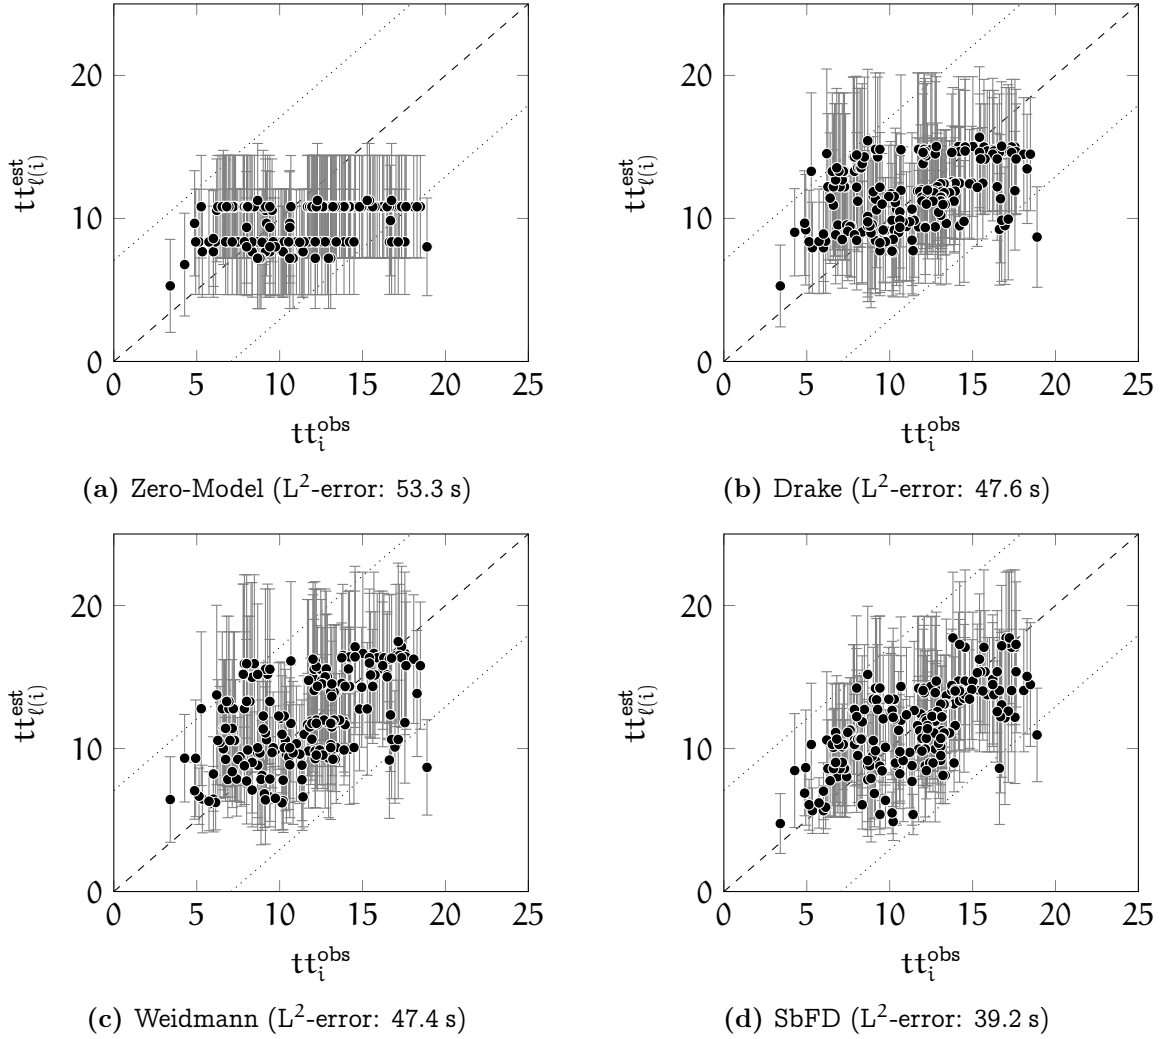 20
10
0
tt^est_ℓ(i)
0 5 10 15 20 25
tt^obs_i
(a) Zero-Model (L²-error: 53.3 s)
20
10
0
tt^est_ℓ(i)
0 5 10 15 20 25
tt^obs_i
(b) Drake (L²-error: 47.6 s)
20
10
0
tt^est_ℓ(i)
0 5 10 15 20 25
tt^obs_i
(c) Weidmann (L²-error: 47.4 s)
20
10
0
tt^est_ℓ(i)
0 5 10 15 20 25
tt^obs_i
(d) SbFD (L²-error: 39.2 s)